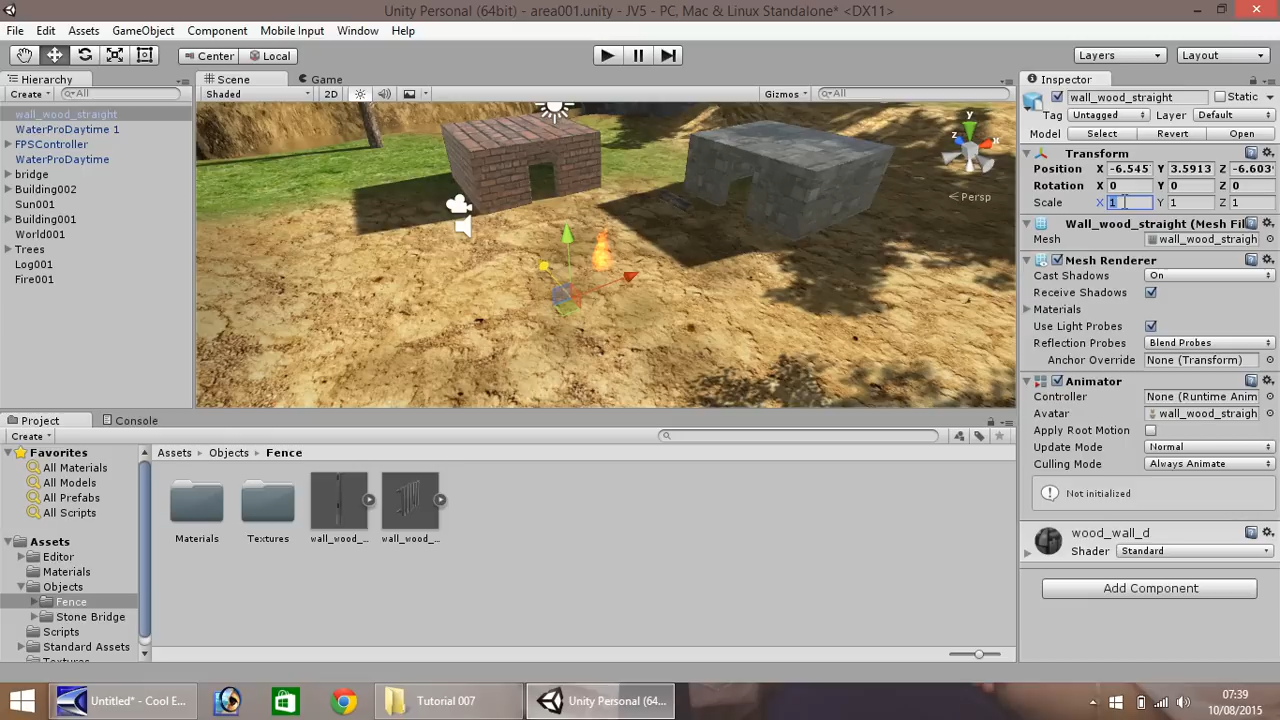 Unity Personal (64bit) - area001.unity - JV5 - PC, Mac & Linux Standalone* <DX11>
File Edit Assets GameObject Component Mobile Input Window Help
Center Local Layers Layout
Hierarchy
Create All
wall_wood_straight
WaterProDaytime 1
FPSController
WaterProDaytime
bridge
Building002
Sun001
Building001
World001
Trees
Log001
Fire001
Scene Game
Shaded 2D Gizmos All
y
x
z
Persp
Inspector
wall_wood_straight Static
Tag Untagged Layer Default
Model Select Revert Open
Transform
Position X -6.545 Y 3.5913 Z -6.603
Rotation X 0 Y 0 Z 0
Scale X 1 Y 1 Z 1
Wall_wood_straight (Mesh Fil
Mesh wall_wood_straigh
Mesh Renderer
Cast Shadows On
Receive Shadows
Materials
Use Light Probes
Reflection Probes Blend Probes
Anchor Override None (Transform)
Animator
Controller None (Runtime Anim
Avatar wall_wood_straigh
Apply Root Motion
Update Mode Normal
Culling Mode Always Animate
Not initialized
wood_wall_d
Shader Standard
Add Component
Project Console
Create
Favorites
All Materials
All Models
All Prefabs
All Scripts
Assets
Editor
Materials
Objects
Fence
Stone Bridge
Scripts
Standard Assets
Assets Objects Fence
Materials Textures wall_wood_... wall_wood_...
Untitled* - Cool E... Tutorial 007 Unity Personal (64...
07:39
10/08/2015